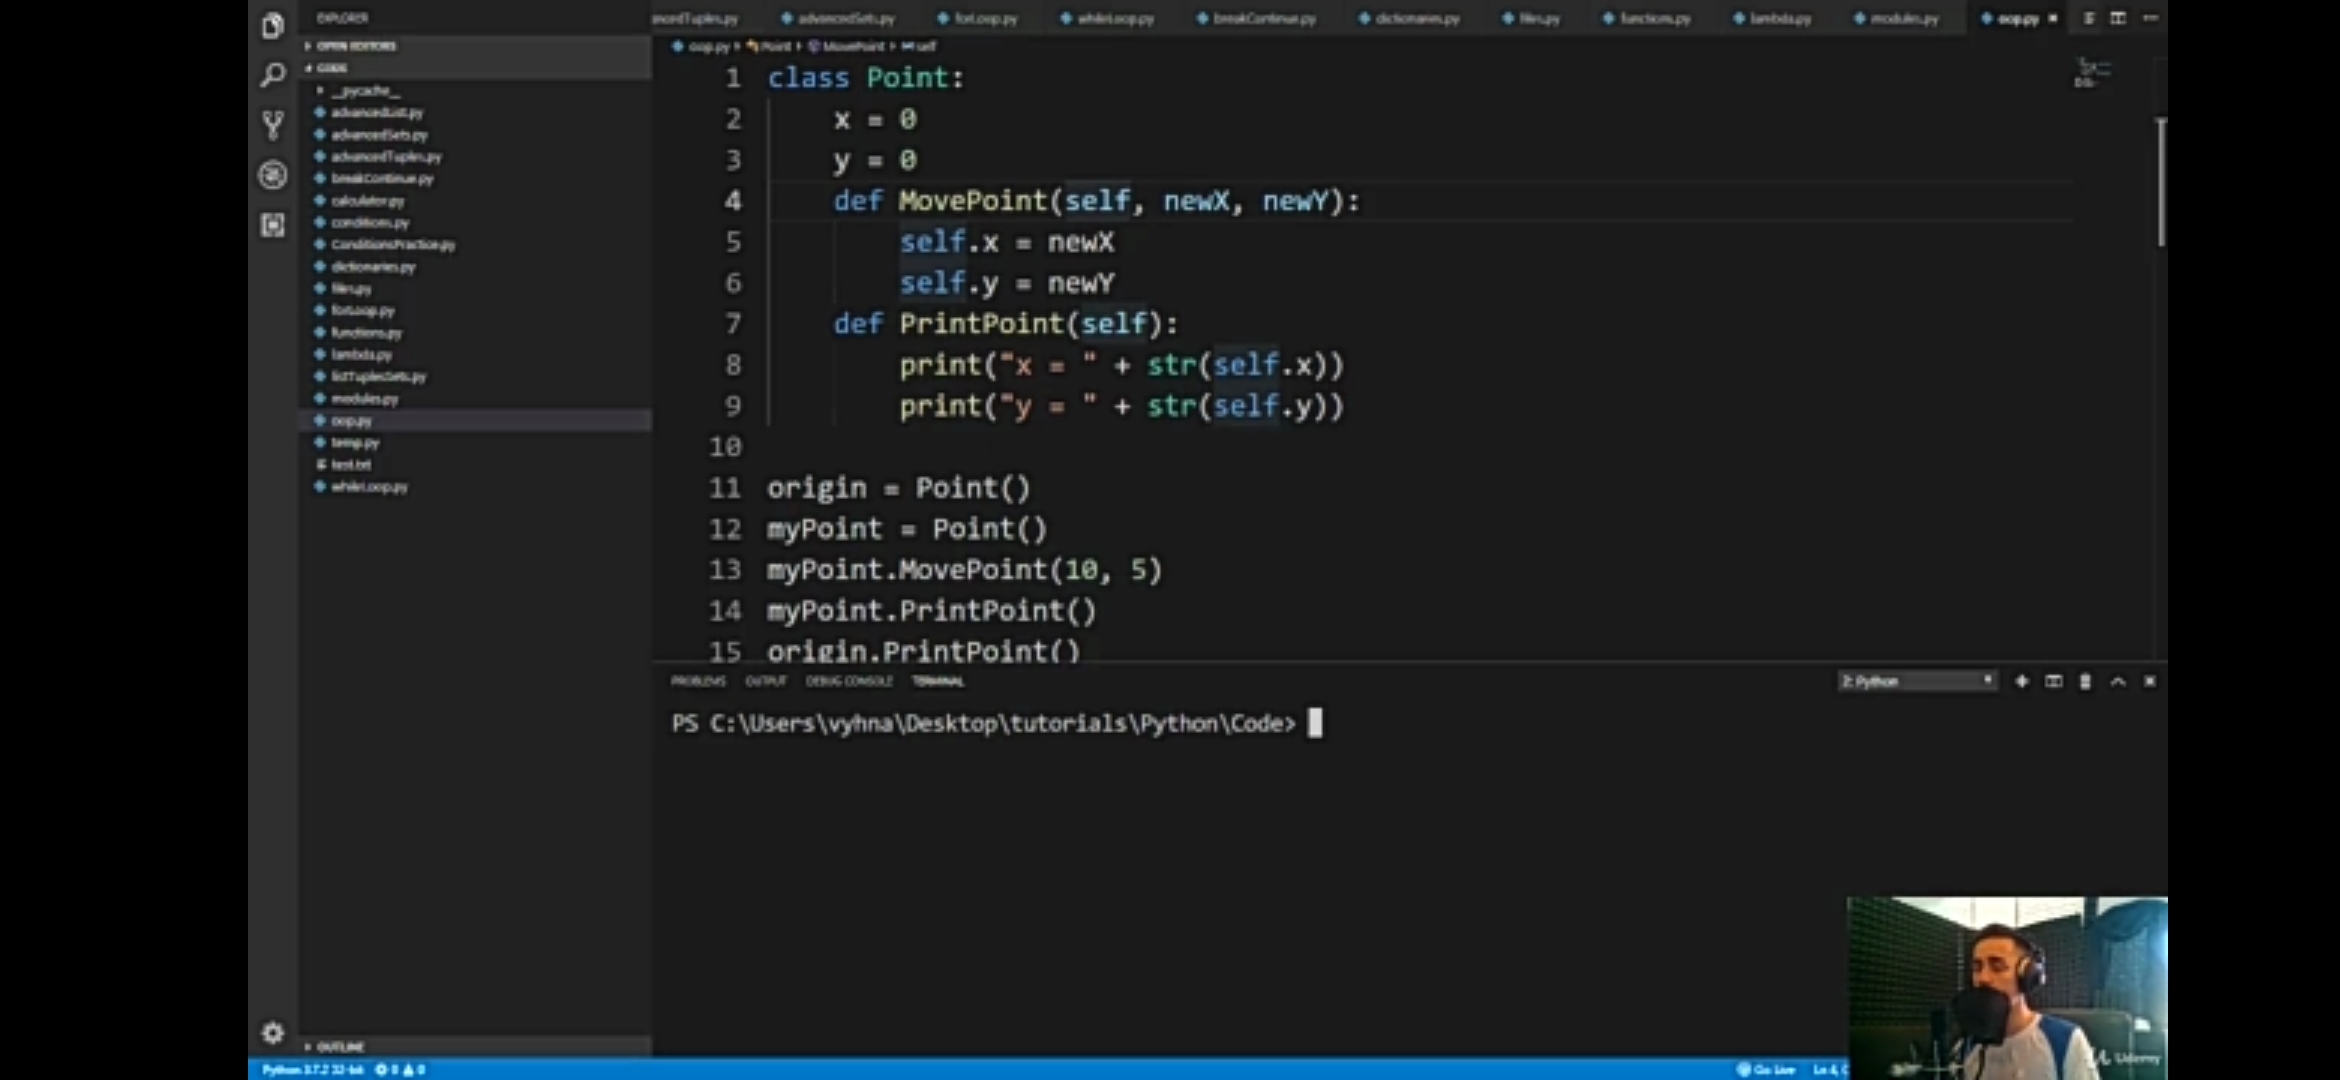 EXPLORER
OPEN EDITORS
CODE
__pycache__
advancedList.py
advancedSets.py
advancedTuples.py
breakContinue.py
calculator.py
conditions.py
ConditionsPractice.py
dictionaries.py
files.py
forLoop.py
functions.py
lambda.py
listTuplesSets.py
modules.py
oop.py
temp.py
test.txt
whileLoop.py
OUTLINE
ancedTuples.py advancedSets.py forLoop.py whileLoop.py breakContinue.py dictionaries.py files.py functions.py lambda.py modules.py oop.py
oop.py Point MovePoint self
1 class Point:
2 x = 0
3 y = 0
4 def MovePoint(self, newX, newY):
5 self.x = newX
6 self.y = newY
7 def PrintPoint(self):
8 print("x = " + str(self.x))
9 print("y = " + str(self.y))
10
11 origin = Point()
12 myPoint = Point()
13 myPoint.MovePoint(10, 5)
14 myPoint.PrintPoint()
15 origin.PrintPoint()
PROBLEMS OUTPUT DEBUG CONSOLE TERMINAL
2: Python
PS C:\Users\vyhna\Desktop\tutorials\Python\Code>
Python 3.7.2 32-bit 0 0
Go Live
Udemy